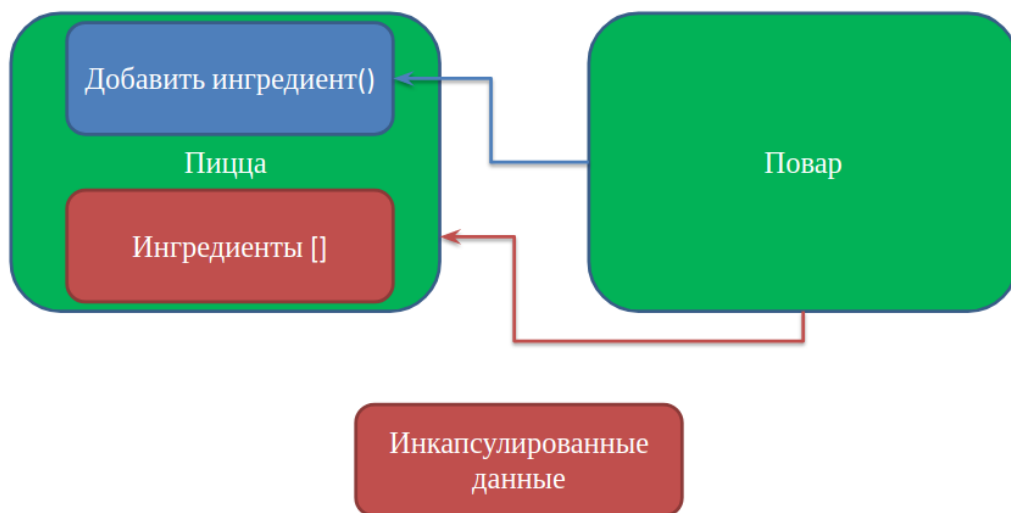 Добавить ингредиент()
Пицца
Ингредиенты []
Повар
Инкапсулированные
данные